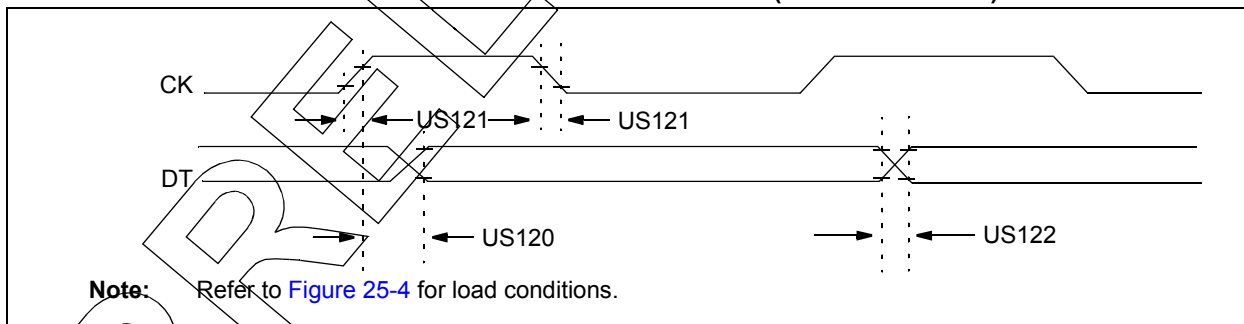 CK
US121
US121
DT
US120
US122
Note: Refer to Figure 25-4 for load conditions.